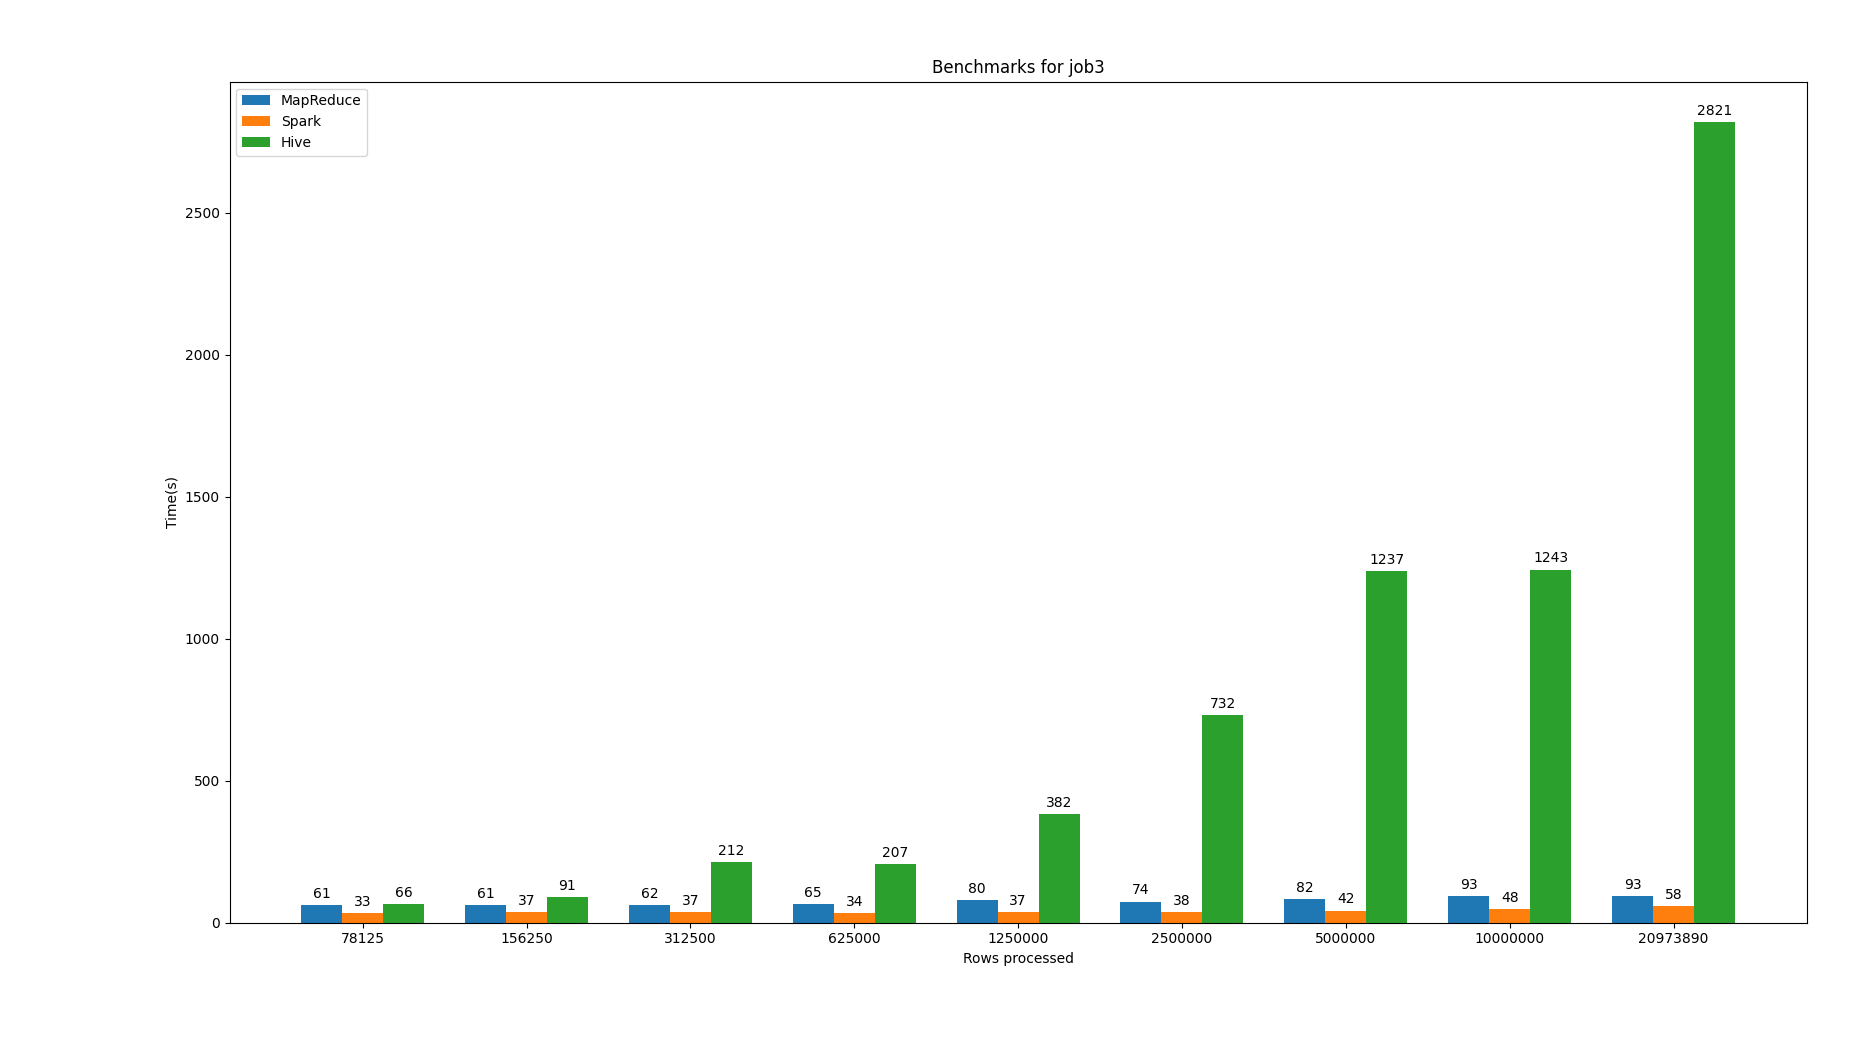 Benchmarks for job3
MapReduce
Spark
Hive
Time(s)
2500
2000
1500
1000
500
0
61 33 66
61 37 91
62 37 212
65 34 207
80 37 382
74 38 732
82 42 1237
93 48 1243
93 58 2821
78125 156250 312500 625000 1250000 2500000 5000000 10000000 20973890
Rows processed